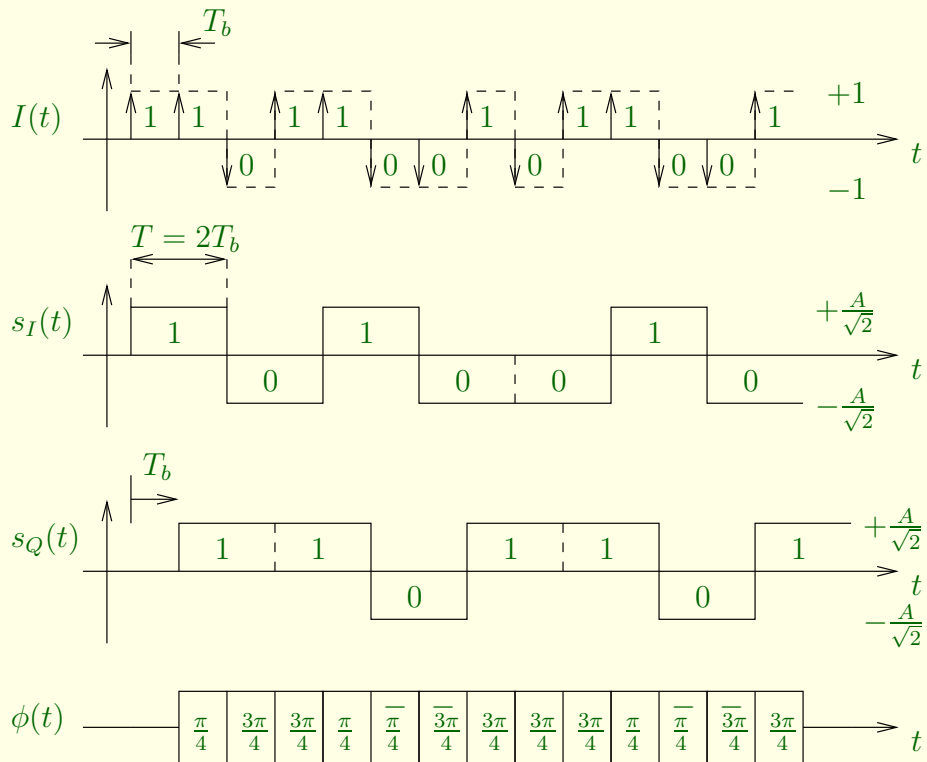 T_b
I(t) 1 1 0 1 1 0 0 1 0 1 1 0 0 1 +1 −1 t
T = 2T_b
s_I(t) 1 0 1 0 0 1 0 +A/√2 −A/√2 t
T_b
s_Q(t) 1 1 0 1 1 0 1 +A/√2 −A/√2 t
ϕ(t) π/4 3π/4 3π/4 π/4 −π/4 −3π/4 3π/4 3π/4 3π/4 π/4 −π/4 −3π/4 3π/4 t